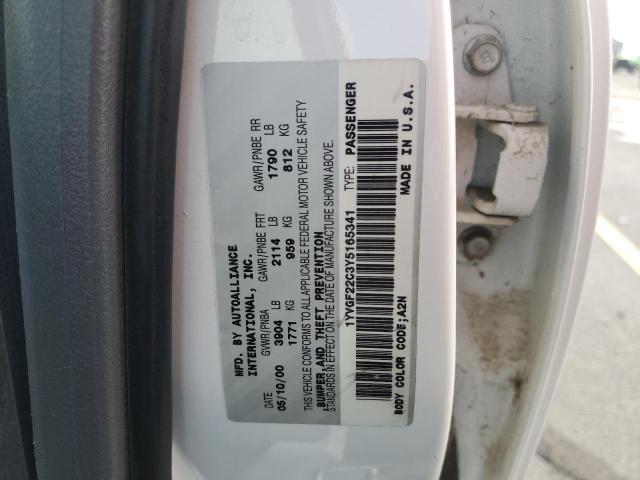 MFD. BY AUTOALLIANCE
INTERNATIONAL, INC.
DATE GVWR/PNBA GAWR/PNBE FRT GAWR/PNBE RR
05/10/00 3904 LB 2114 LB 1790 LB
1771 KG 959 KG 812 KG
THIS VEHICLE CONFORMS TO ALL APPLICABLE FEDERAL MOTOR VEHICLE SAFETY
,BUMPER,AND THEFT PREVENTION
STANDARDS IN EFFECT ON THE DATE OF MANUFACTURE SHOWN ABOVE.
1YVGF22C3Y5165341 TYPE: PASSENGER
BODY COLOR CODE;A2N MADE IN U.S.A.